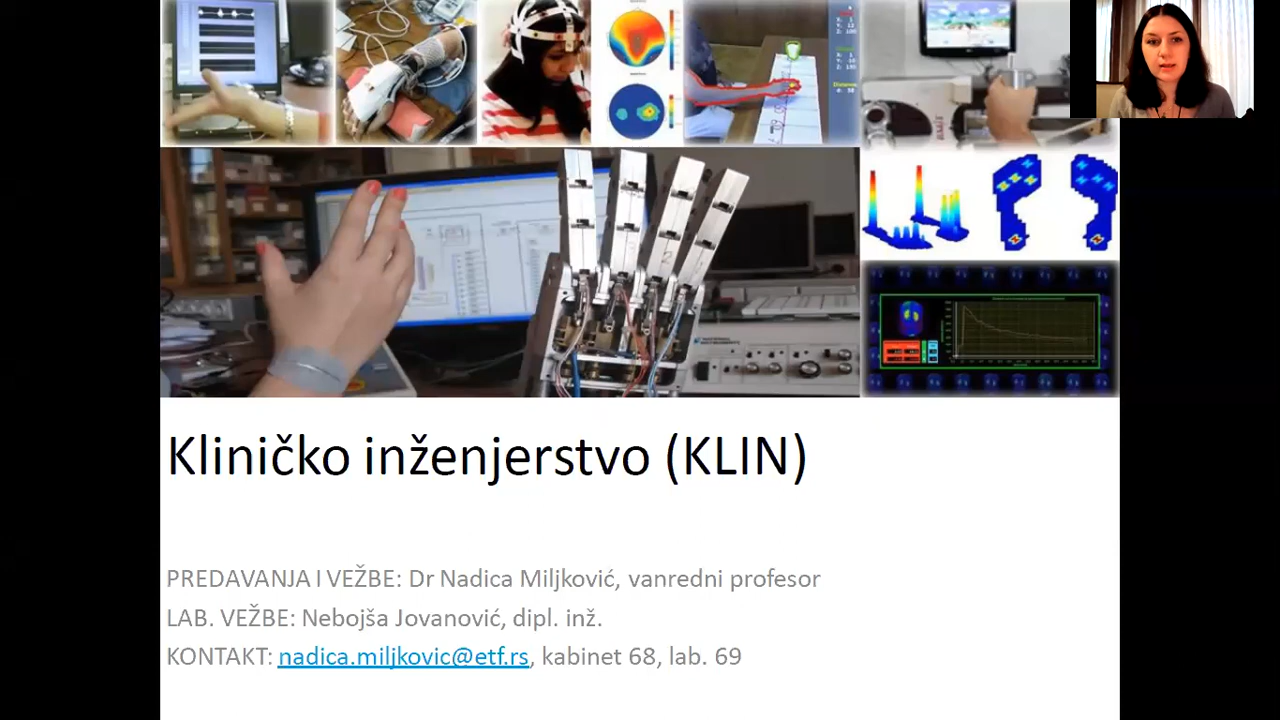 Kliničko inženjerstvo (KLIN)
PREDAVANJA I VEŽBE: Dr Nadica Miljković, vanredni profesor
LAB. VEŽBE: Nebojša Jovanović, dipl. inž.
KONTAKT: nadica.miljkovic@etf.rs, kabinet 68, lab. 69